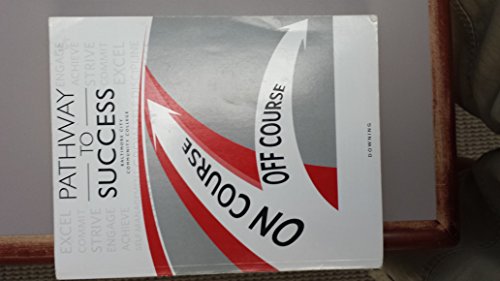 EXCEL PATHWAY ENGAGE
COMMIT ACHIEVE
STRIVE TO STRIVE
ENGAGE SUCCESS COMMIT
ACHIEVE BALTIMORE CITY EXCEL
COMMUNITY COLLEGE
ON COURSE
OFF COURSE
DOWNING